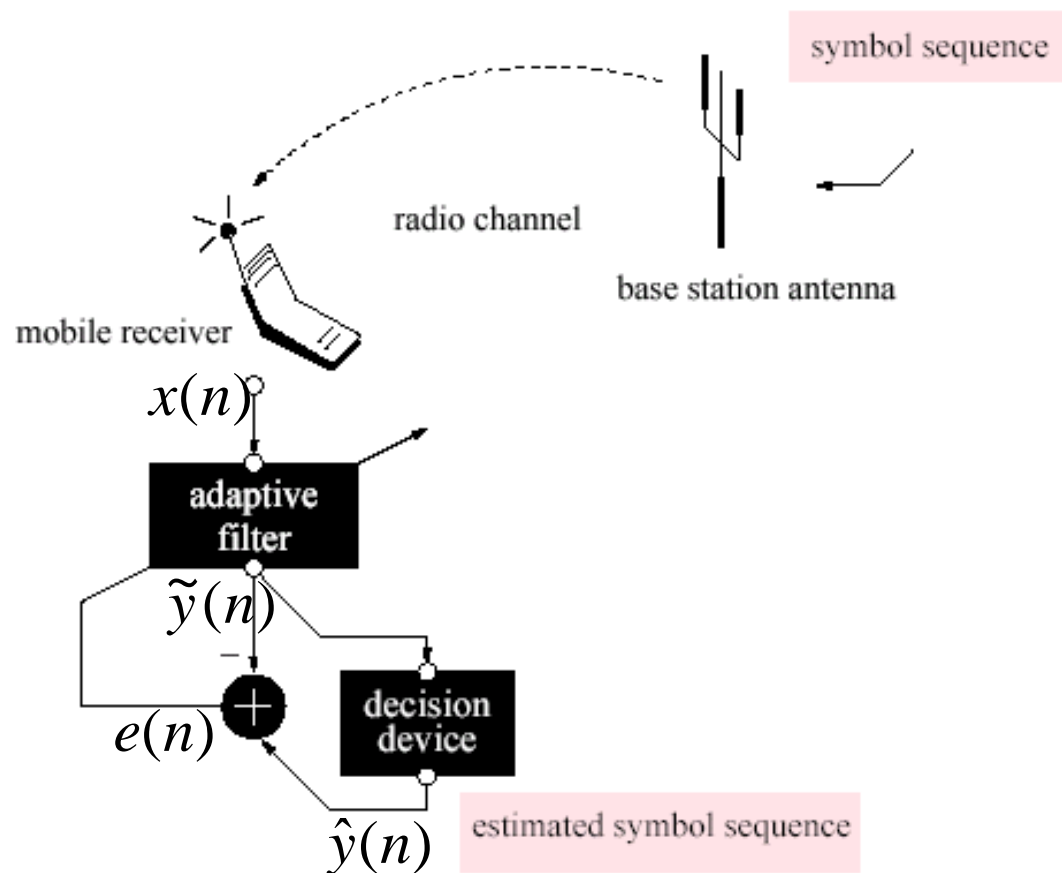 symbol sequence
radio channel
base station antenna
mobile receiver
x(n)
adaptive
filter
ỹ(n)
−
+
e(n)
decision
device
ŷ(n)
estimated symbol sequence